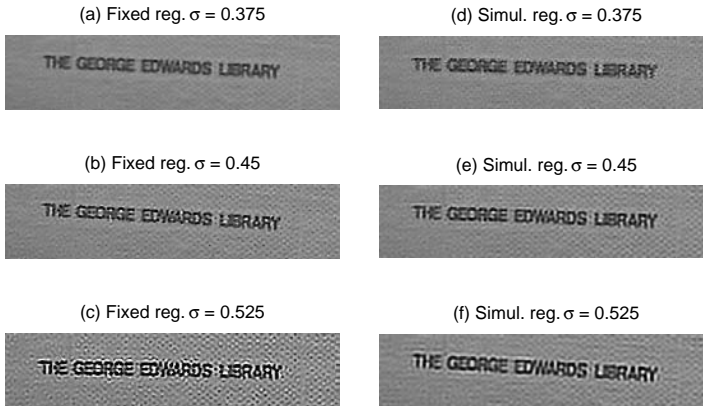 (a) Fixed reg. σ = 0.375
THE GEORGE EDWARDS LIBRARY
(b) Fixed reg. σ = 0.45
THE GEORGE EDWARDS LIBRARY
(c) Fixed reg. σ = 0.525
THE GEORGE EDWARDS LIBRARY
(d) Simul. reg. σ = 0.375
THE GEORGE EDWARDS LIBRARY
(e) Simul. reg. σ = 0.45
THE GEORGE EDWARDS LIBRARY
(f) Simul. reg. σ = 0.525
THE GEORGE EDWARDS LIBRARY